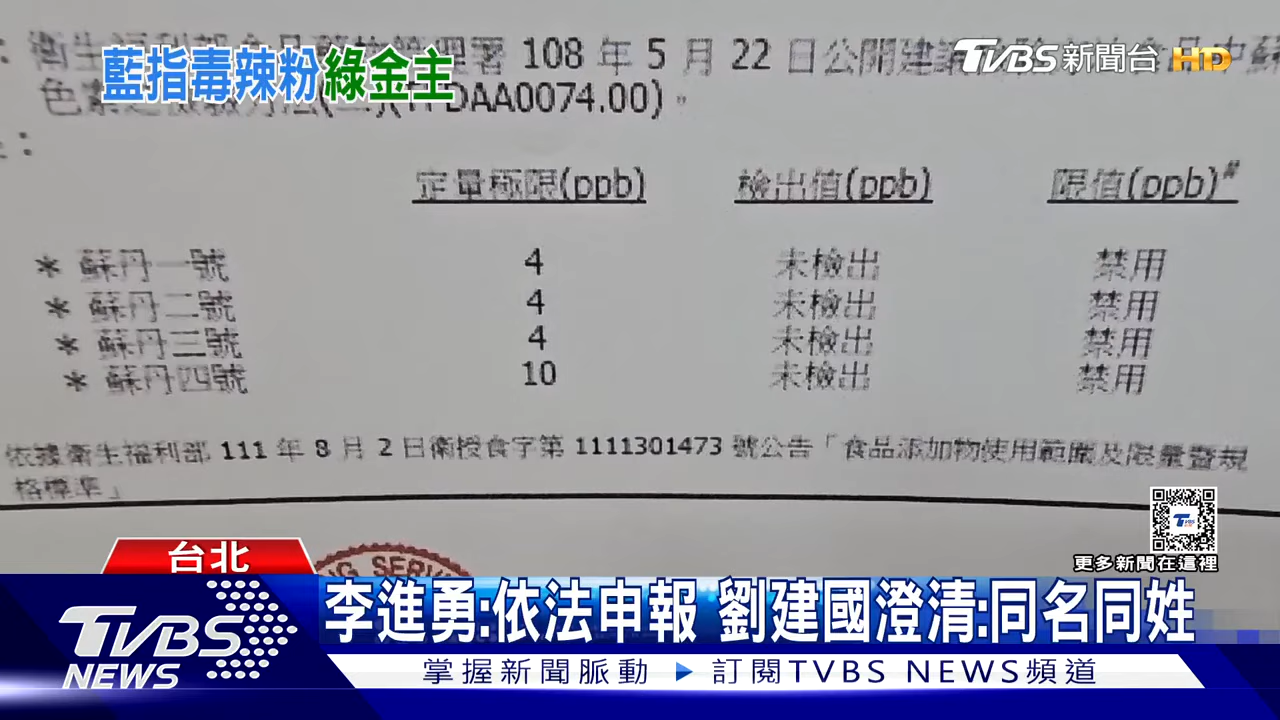 藍指毒辣粉綠金主
TVBS新聞台 HD
108 年 5 月 22 日公開建議
DAA0074.00)。
定量極限(ppb) 檢出值(ppb) 限值(ppb)#
* 蘇丹一號 4 未檢出 禁用
* 蘇丹二號 4 未檢出 禁用
* 蘇丹三號 4 未檢出 禁用
* 蘇丹四號 10 未檢出 禁用
依據衛生福利部 111 年 8 月 2 日衛授食字第 1111301473 號公告「食品添加物使用範圍及限量暨規
格標準」
TVBS
更多新聞在這裡
台北
NG SERV
TVBS NEWS
李進勇:依法申報 劉建國澄清:同名同姓
掌握新聞脈動 ▶ 訂閱TVBS NEWS頻道